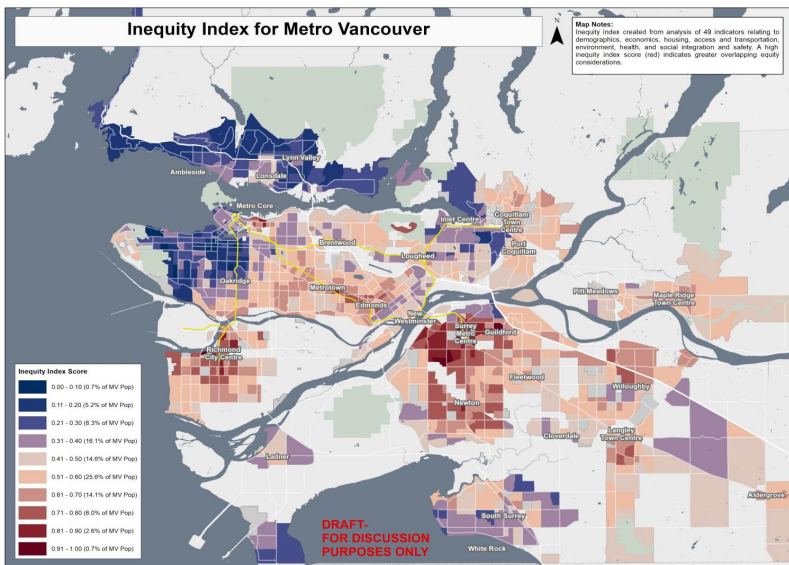 Inequity Index for Metro Vancouver
N
Map Notes:
Inequity index created from analysis of 49 indicators relating to
demographics, economics, housing, access and transportation,
environment, health, and social integration and safety. A high
inequity index score (red) indicates greater overlapping equity
considerations.
Lynn Valley
Ambleside
Lonsdale
Metro Core
Inlet Centre
Coquitlam
Town
Centre
Brentwood
Port
Coquitlam
Lougheed
Oakridge
Metrotown
Pitt Meadows
Maple Ridge
Town Centre
Edmonds
New
Westminster
Surrey
Metro
Centre
Guildford
Richmond
City Centre
Fleetwood
Willoughby
Newton
Cloverdale
Langley
Town Centre
Ladner
Aldergrove
South Surrey
White Rock
Inequity Index Score
0.00 - 0.10 (0.7% of MV Pop)
0.11 - 0.20 (5.2% of MV Pop)
0.21 - 0.30 (8.3% of MV Pop)
0.31 - 0.40 (16.1% of MV Pop)
0.41 - 0.50 (14.6% of MV Pop)
0.51 - 0.60 (25.6% of MV Pop)
0.61 - 0.70 (14.1% of MV Pop)
0.71 - 0.80 (8.0% of MV Pop)
0.81 - 0.90 (2.6% of MV Pop)
0.91 - 1.00 (0.7% of MV Pop)
DRAFT-
FOR DISCUSSION
PURPOSES ONLY